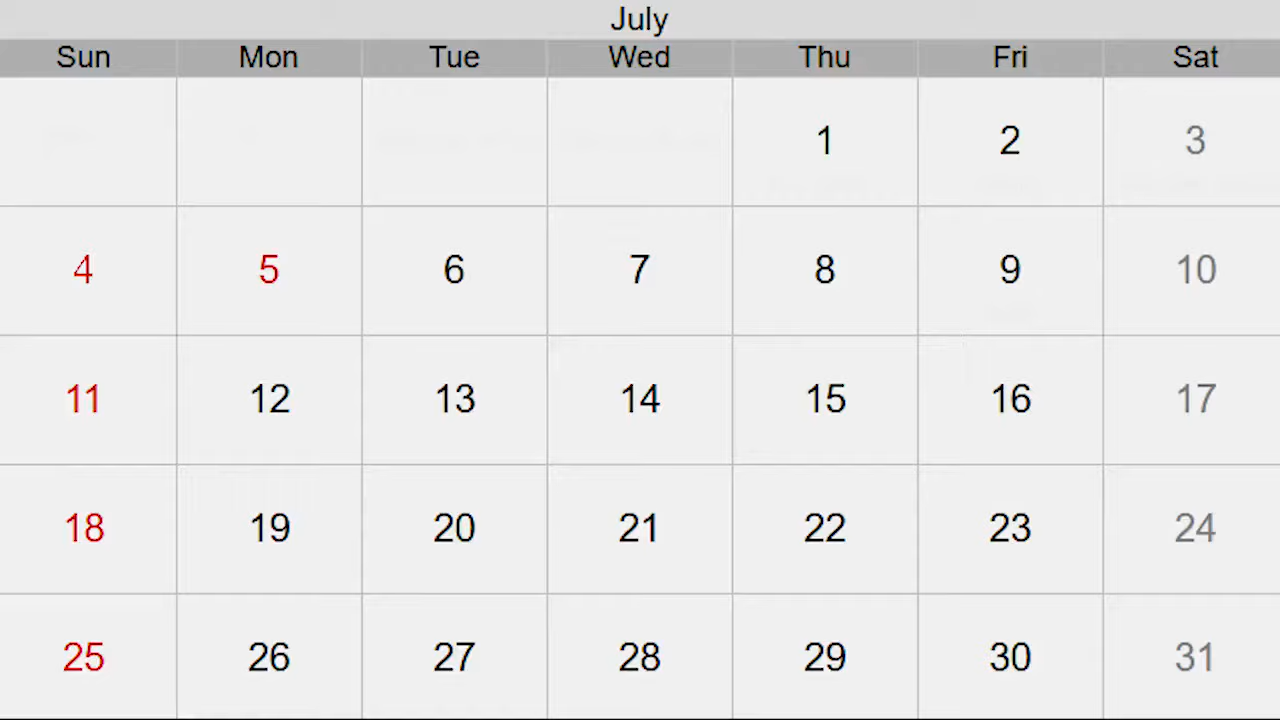 July
Sun Mon Tue Wed Thu Fri Sat
1 2 3
4 5 6 7 8 9 10
11 12 13 14 15 16 17
18 19 20 21 22 23 24
25 26 27 28 29 30 31